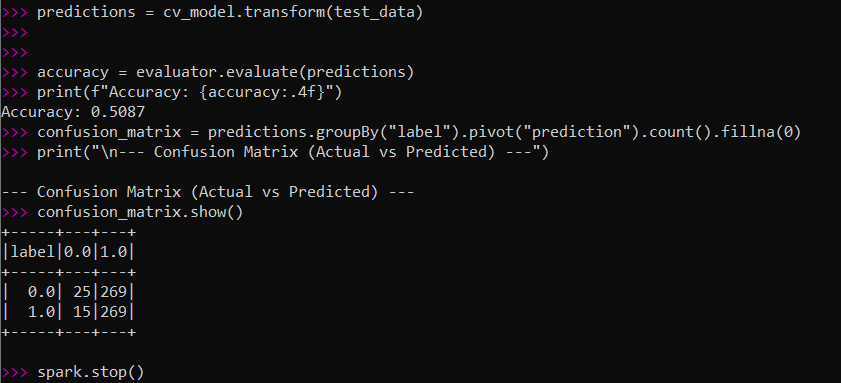 >>> predictions = cv_model.transform(test_data)
>>>
>>>
>>> accuracy = evaluator.evaluate(predictions)
>>> print(f"Accuracy: {accuracy:.4f}")
Accuracy: 0.5087
>>> confusion_matrix = predictions.groupBy("label").pivot("prediction").count().fillna(0)
>>> print("\n--- Confusion Matrix (Actual vs Predicted) ---")

--- Confusion Matrix (Actual vs Predicted) ---
>>> confusion_matrix.show()
+-----+---+---+
|label|0.0|1.0|
+-----+---+---+
|  0.0| 25|269|
|  1.0| 15|269|
+-----+---+---+

>>> spark.stop()